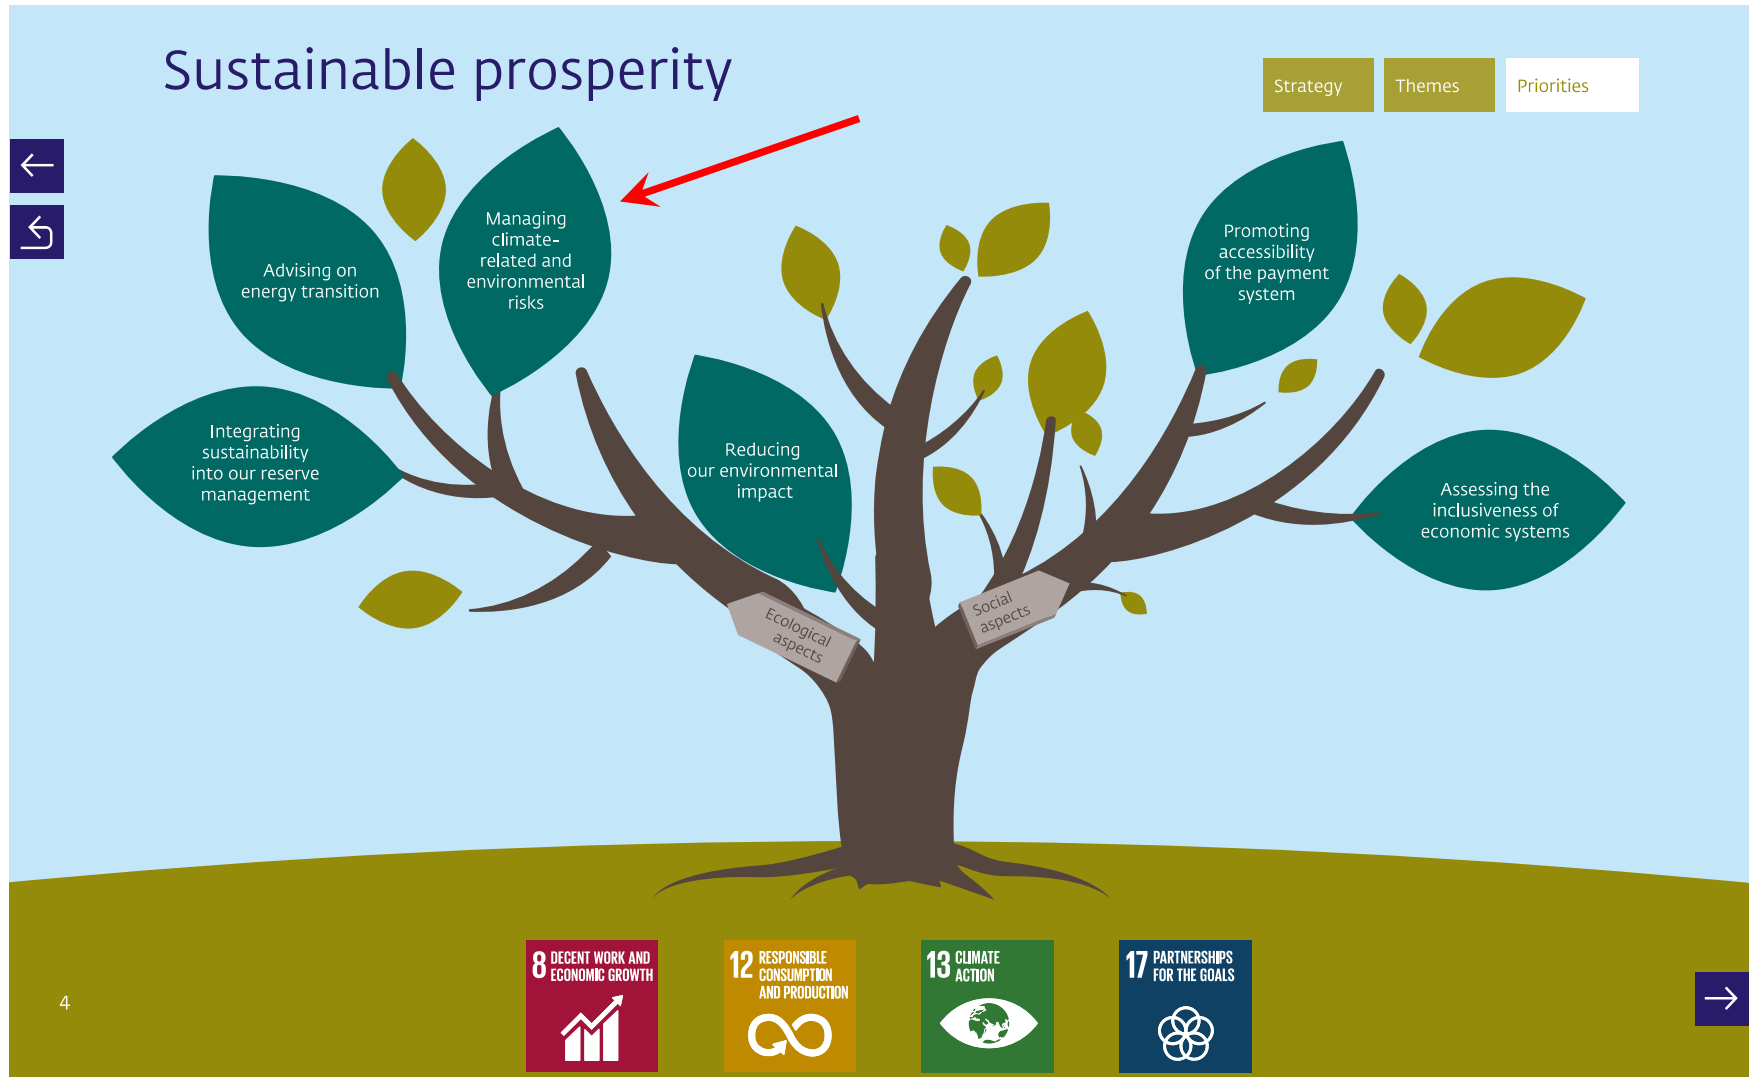 Sustainable prosperity
Strategy
Themes
Priorities
Managing
climate-
related and
environmental
risks
Advising on
energy transition
Promoting
accessibility
of the payment
system
Integrating
sustainability
into our reserve
management
Reducing
our environmental
impact
Assessing the
inclusiveness of
economic systems
Ecological
aspects
Social
aspects
8 DECENT WORK AND
ECONOMIC GROWTH
12 RESPONSIBLE
CONSUMPTION
AND PRODUCTION
13 CLIMATE
ACTION
17 PARTNERSHIPS
FOR THE GOALS
4